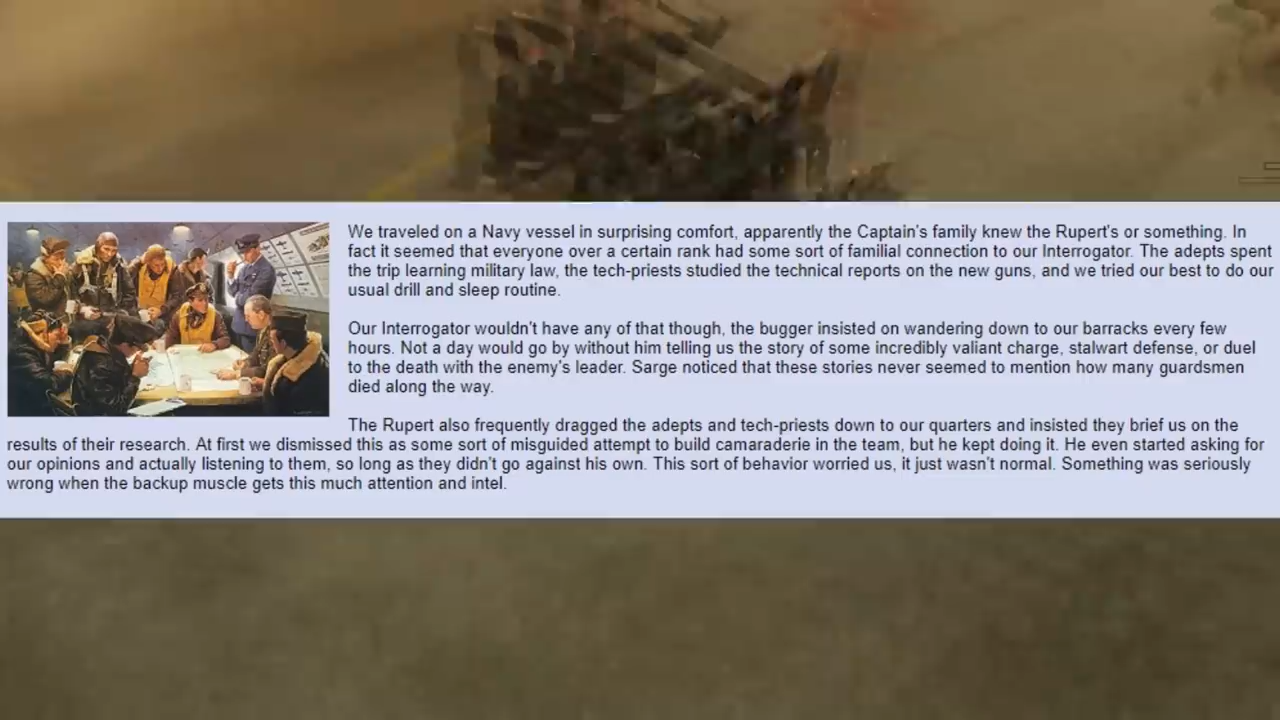 We traveled on a Navy vessel in surprising comfort, apparently the Captain's family knew the Rupert's or something. In
fact it seemed that everyone over a certain rank had some sort of familial connection to our Interrogator. The adepts spent
the trip learning military law, the tech-priests studied the technical reports on the new guns, and we tried our best to do our
usual drill and sleep routine.
Our Interrogator wouldn't have any of that though, the bugger insisted on wandering down to our barracks every few
hours. Not a day would go by without him telling us the story of some incredibly valiant charge, stalwart defense, or duel
to the death with the enemy's leader. Sarge noticed that these stories never seemed to mention how many guardsmen
died along the way.
The Rupert also frequently dragged the adepts and tech-priests down to our quarters and insisted they brief us on the
results of their research. At first we dismissed this as some sort of misguided attempt to build camaraderie in the team, but he kept doing it. He even started asking for
our opinions and actually listening to them, so long as they didn't go against his own. This sort of behavior worried us, it just wasn't normal. Something was seriously
wrong when the backup muscle gets this much attention and intel.